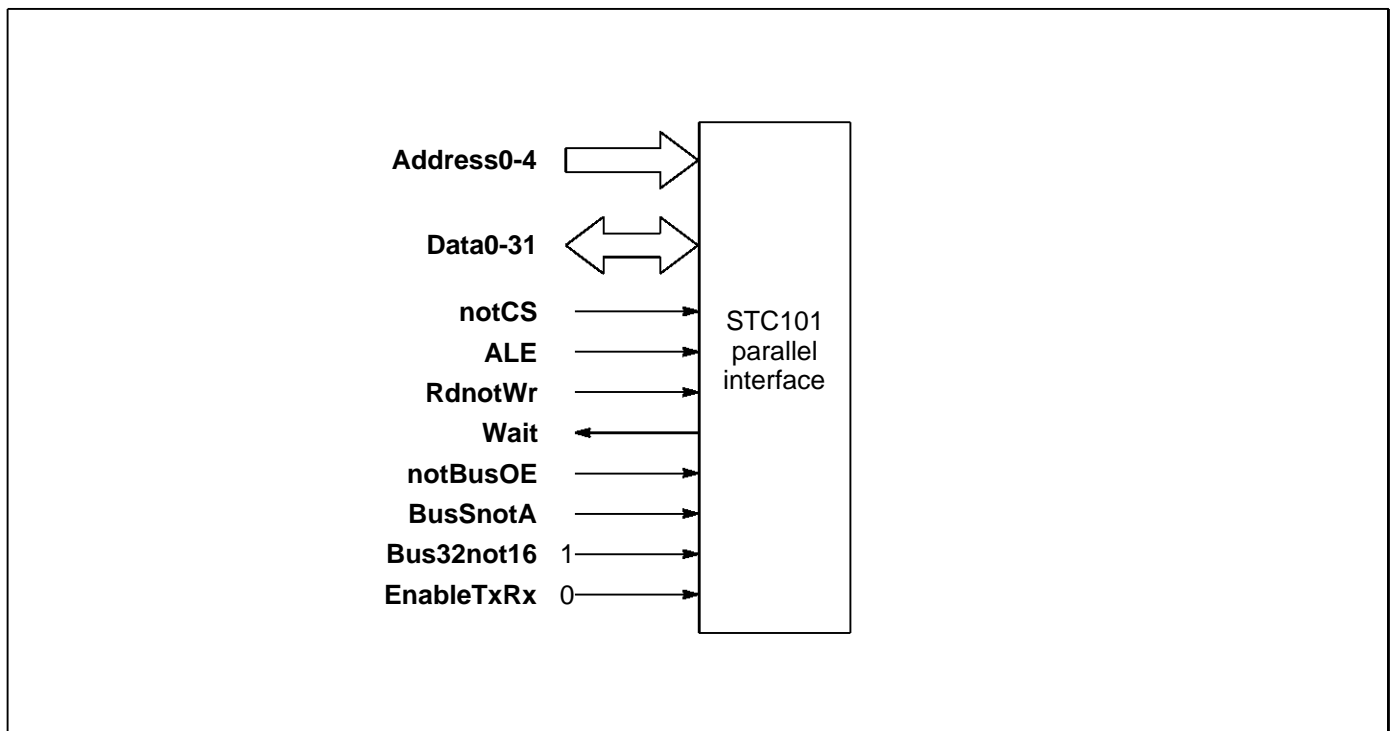 Address0-4
Data0-31
notCS
ALE
RdnotWr
Wait
notBusOE
BusSnotA
Bus32not16 1
EnableTxRx 0
STC101
parallel
interface